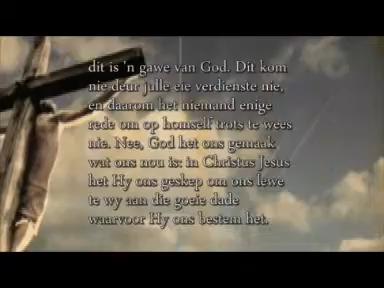 dit is 'n gawe van God. Dit kom
nie deur julle eie verdienste nie,
en daarom het niemand enige
rede om op homself trots te wees
nie. Nee, God het ons gemaak
wat ons nou is: in Christus Jesus
het Hy ons geskep om ons lewe
te wy aan die goeie dade
waarvoor Hy ons bestem het.